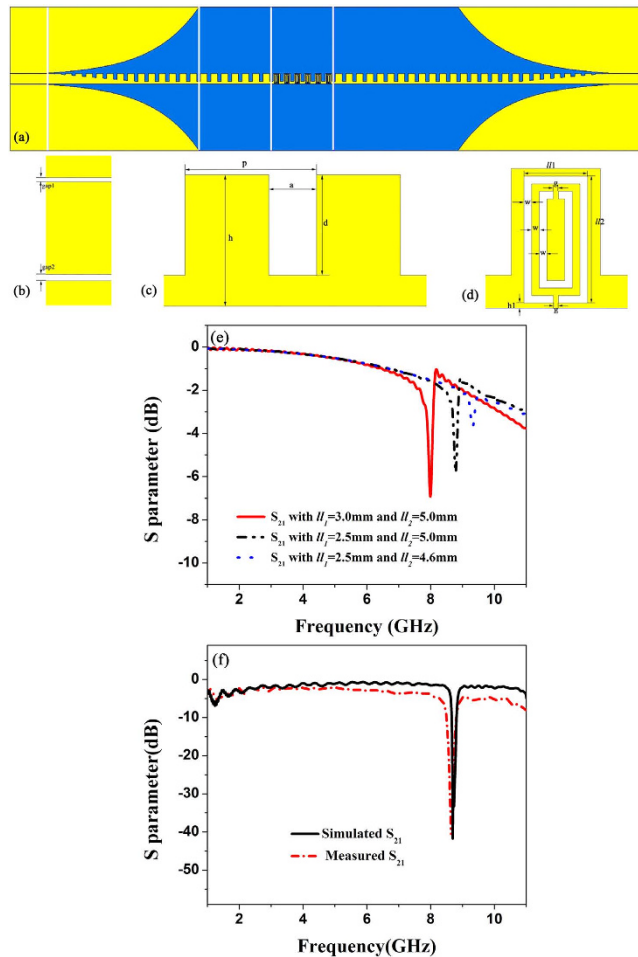 (a)
gap1
gap2
(b)
p
a
h
d
(c)
ll1
g
w
ll2
w
w
h1
g
(d)
(e)
0
-2
-4
-6
-8
-10
S parameter (dB)
S21 with ll1=3.0mm and ll2=5.0mm
S21 with ll1=2.5mm and ll2=5.0mm
S21 with ll1=2.5mm and ll2=4.6mm
2 4 6 8 10
Frequency (GHz)
(f)
0
-10
-20
-30
-40
-50
S parameter(dB)
Simulated S21
Measured S21
2 4 6 8 10
Frequency(GHz)